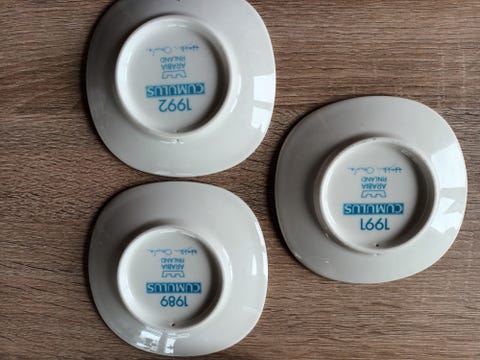 1992
CUMULUS
ARABIA
FINLAND
1991
CUMULUS
ARABIA
FINLAND
1989
CUMULUS
ARABIA
FINLAND